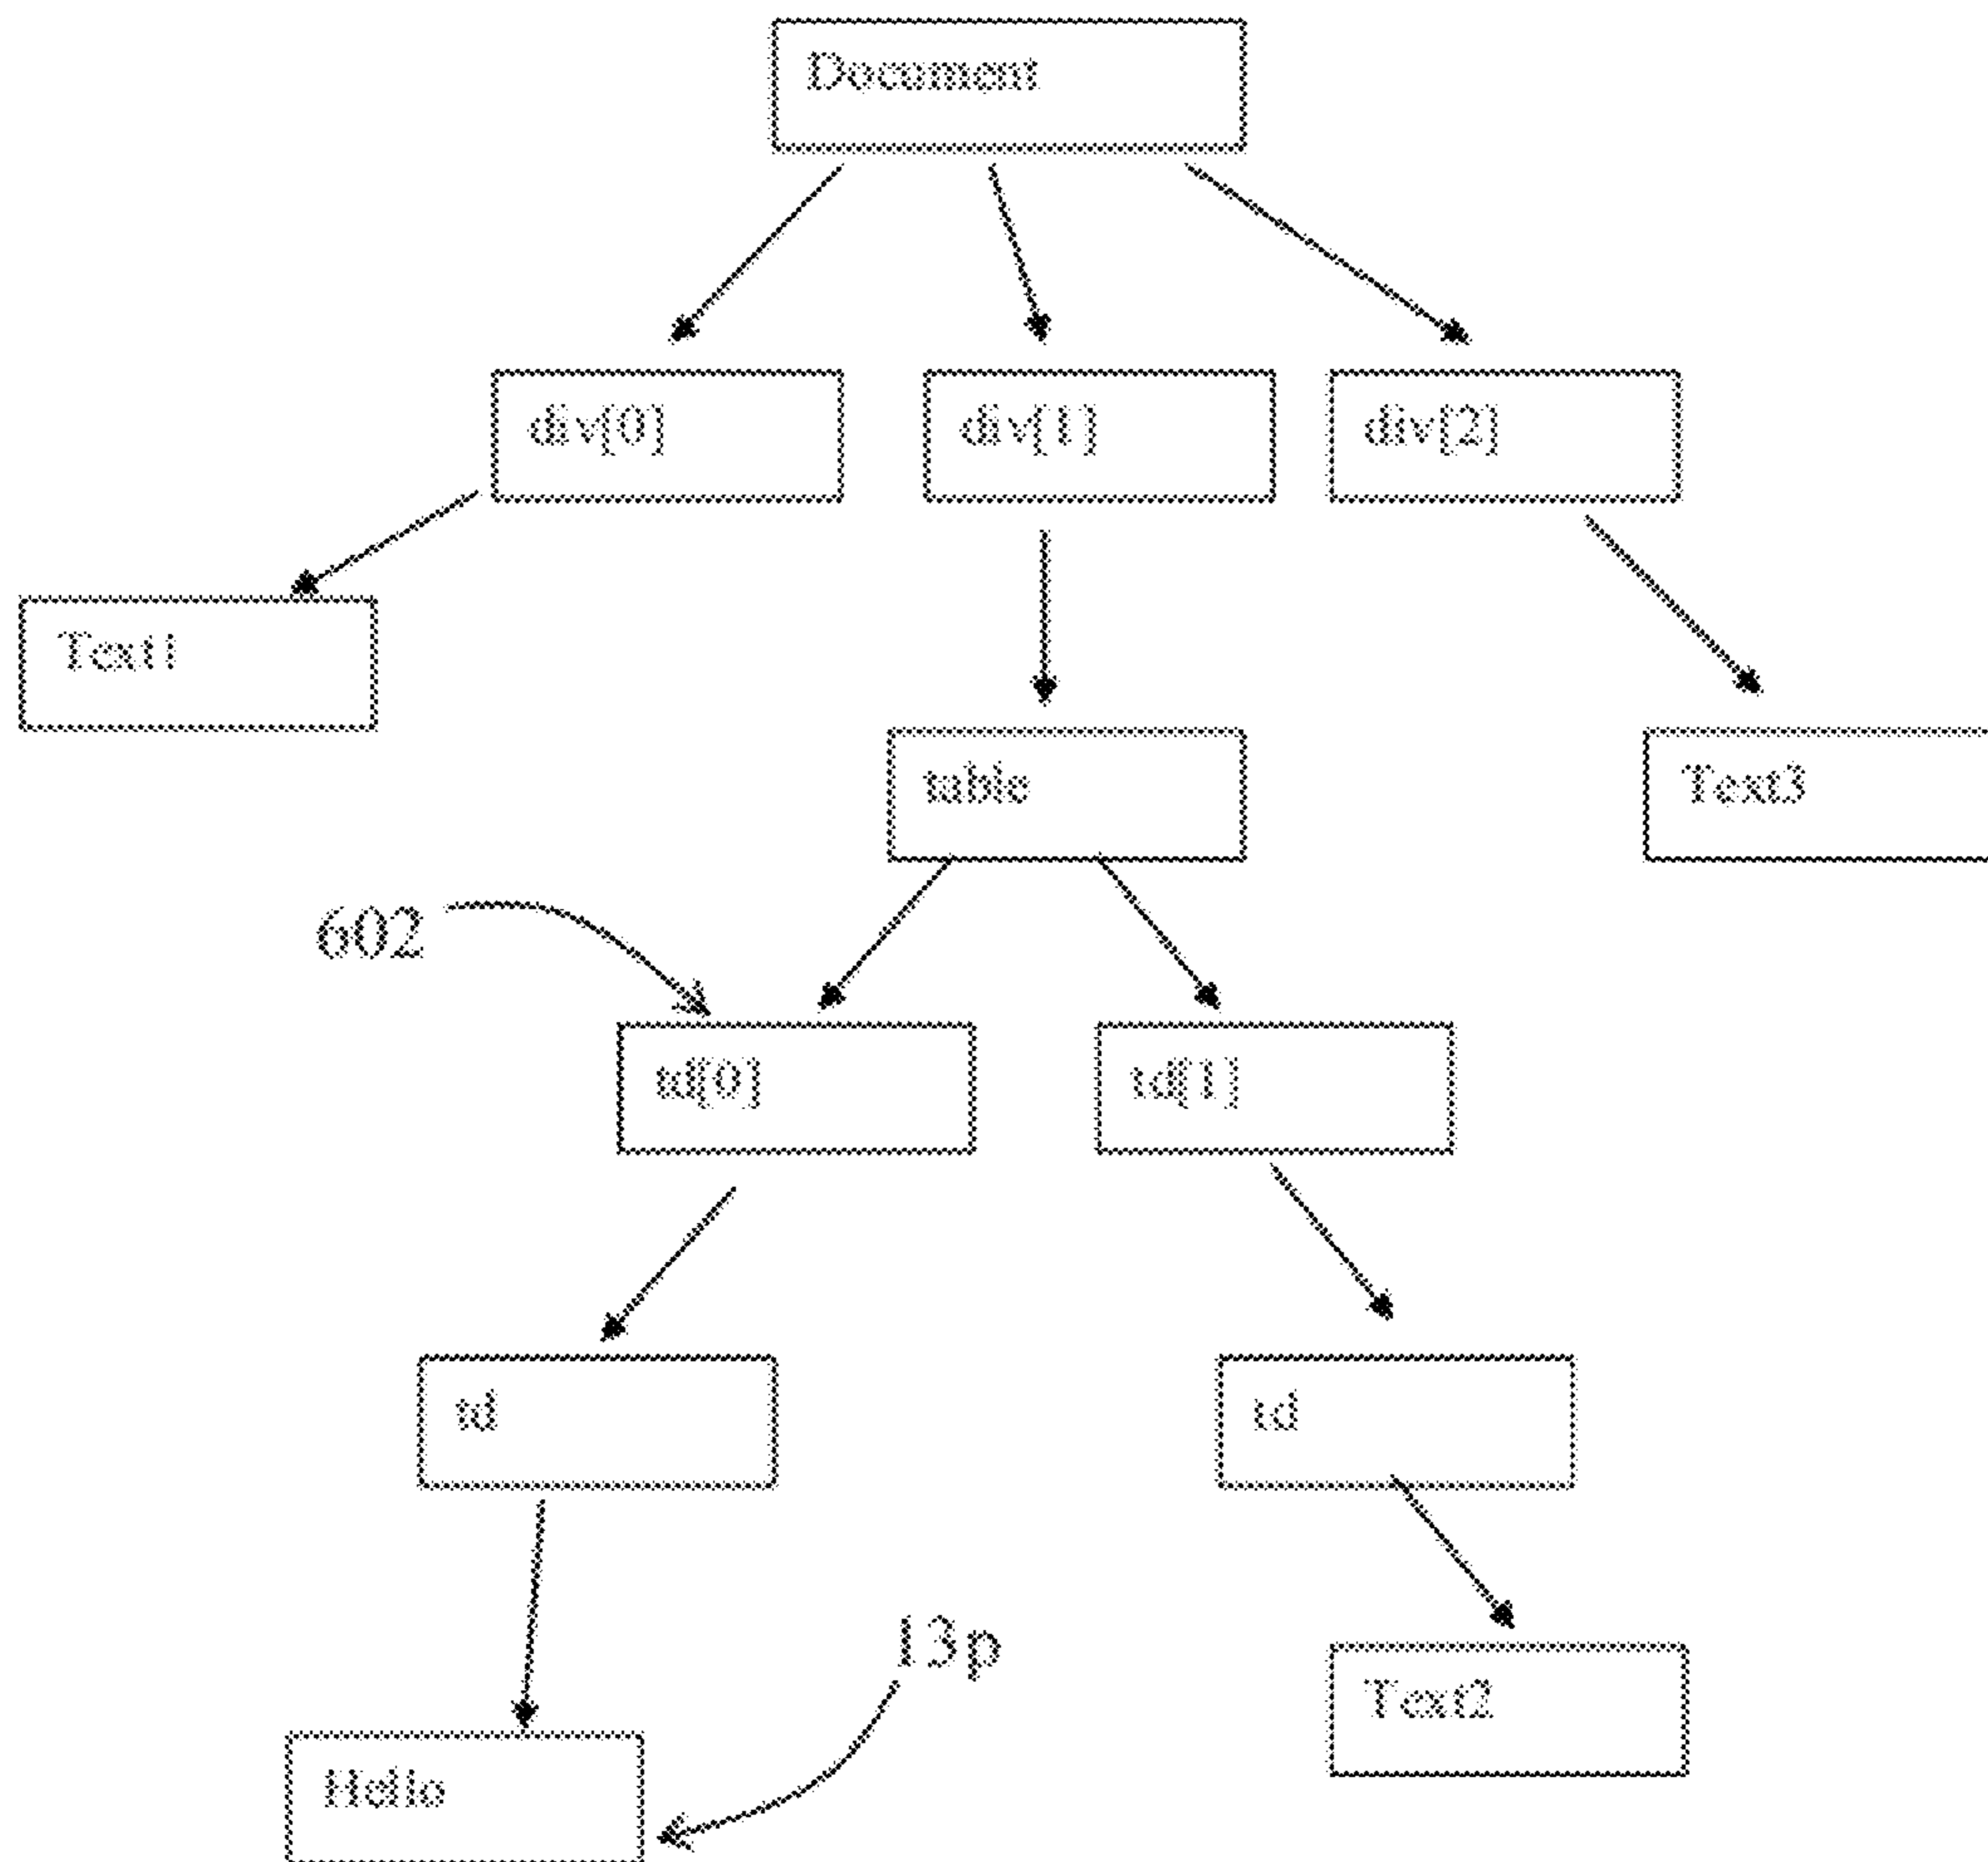 Document
div[0]
div[1]
div[2]
Text1
table
Text3
602
td[0]
td[1]
td
td
13p
Text2
Hello